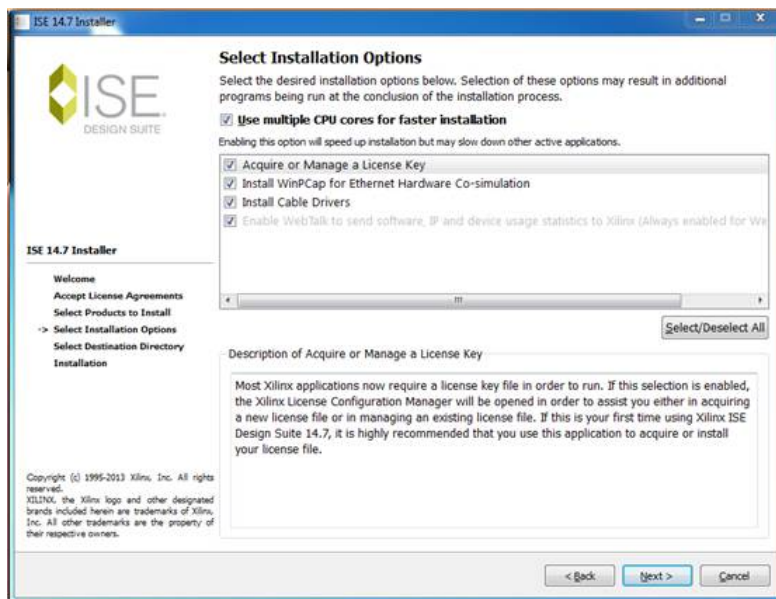 ISE 14.7 Installer
ISE
DESIGN SUITE
ISE 14.7 Installer
Welcome
Accept License Agreements
Select Products to Install
-> Select Installation Options
Select Destination Directory
Installation
Copyright (c) 1995-2013 Xilinx, Inc. All rights
reserved.
XILINX, the Xilinx logo and other designated
brands included herein are trademarks of Xilinx,
Inc. All other trademarks are the property of
their respective owners.
Select Installation Options
Select the desired installation options below. Selection of these options may result in additional
programs being run at the conclusion of the installation process.
Use multiple CPU cores for faster installation
Enabling this option will speed up installation but may slow down other active applications.
Acquire or Manage a License Key
Install WinPCap for Ethernet Hardware Co-simulation
Install Cable Drivers
Enable WebTalk to send software, IP and device usage statistics to Xilinx (Always enabled for We
Select/Deselect All
Description of Acquire or Manage a License Key
Most Xilinx applications now require a license key file in order to run. If this selection is enabled,
the Xilinx License Configuration Manager will be opened in order to assist you either in acquiring
a new license file or in managing an existing license file. If this is your first time using Xilinx ISE
Design Suite 14.7, it is highly recommended that you use this application to acquire or install
your license file.
< Back
Next >
Cancel